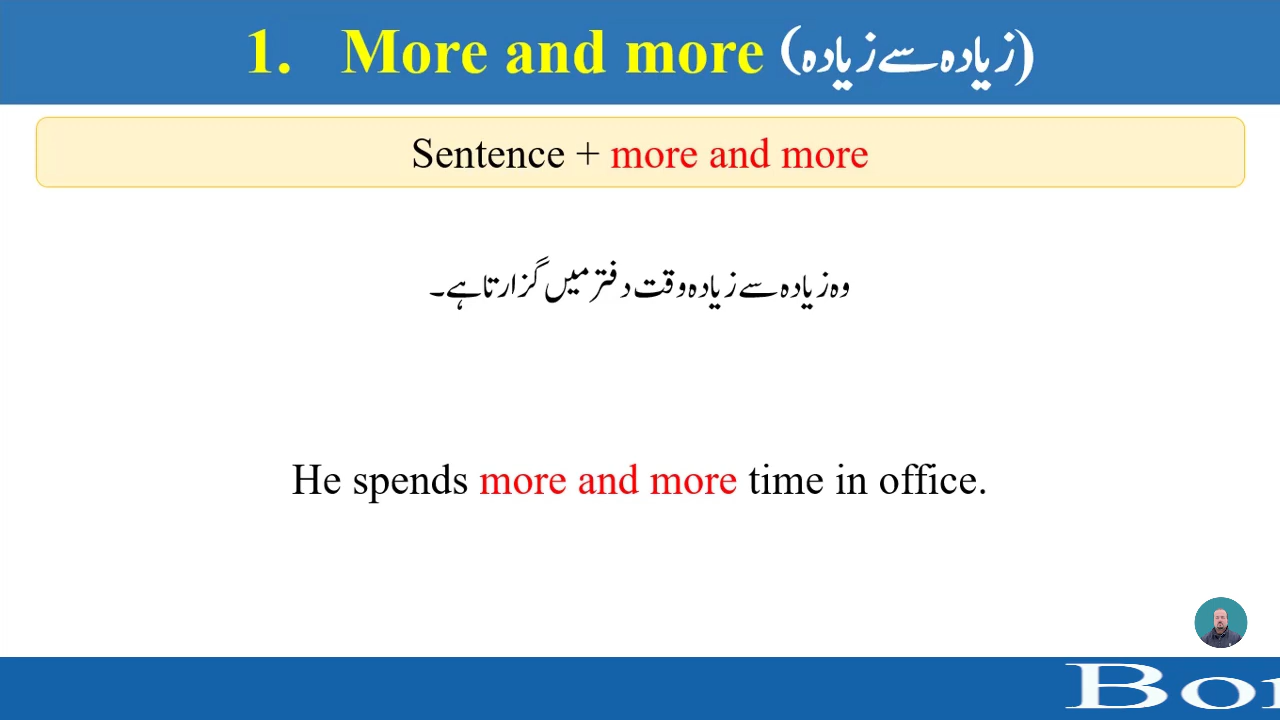 1. More and more (زیادہ سے زیادہ)
Sentence + more and more
وہ زیادہ سے زیادہ وقت دفتر میں گزارتا ہے۔
He spends more and more time in office.